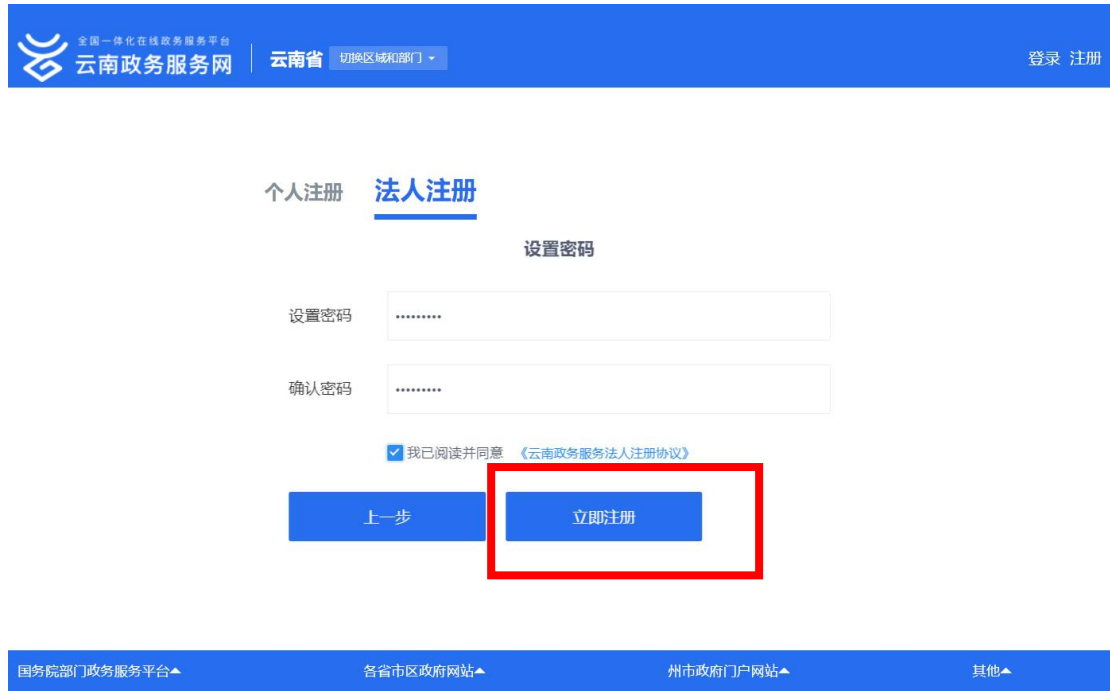 全国一体化在线政务服务平台
云南政务服务网 云南省 切换区域和部门 登录 注册
个人注册 法人注册
设置密码
设置密码 •••••••••
确认密码 •••••••••
我已阅读并同意 《云南政务服务法人注册协议》
上一步 立即注册
国务院部门政务服务平台 各省市区政府网站 州市政府门户网站 其他